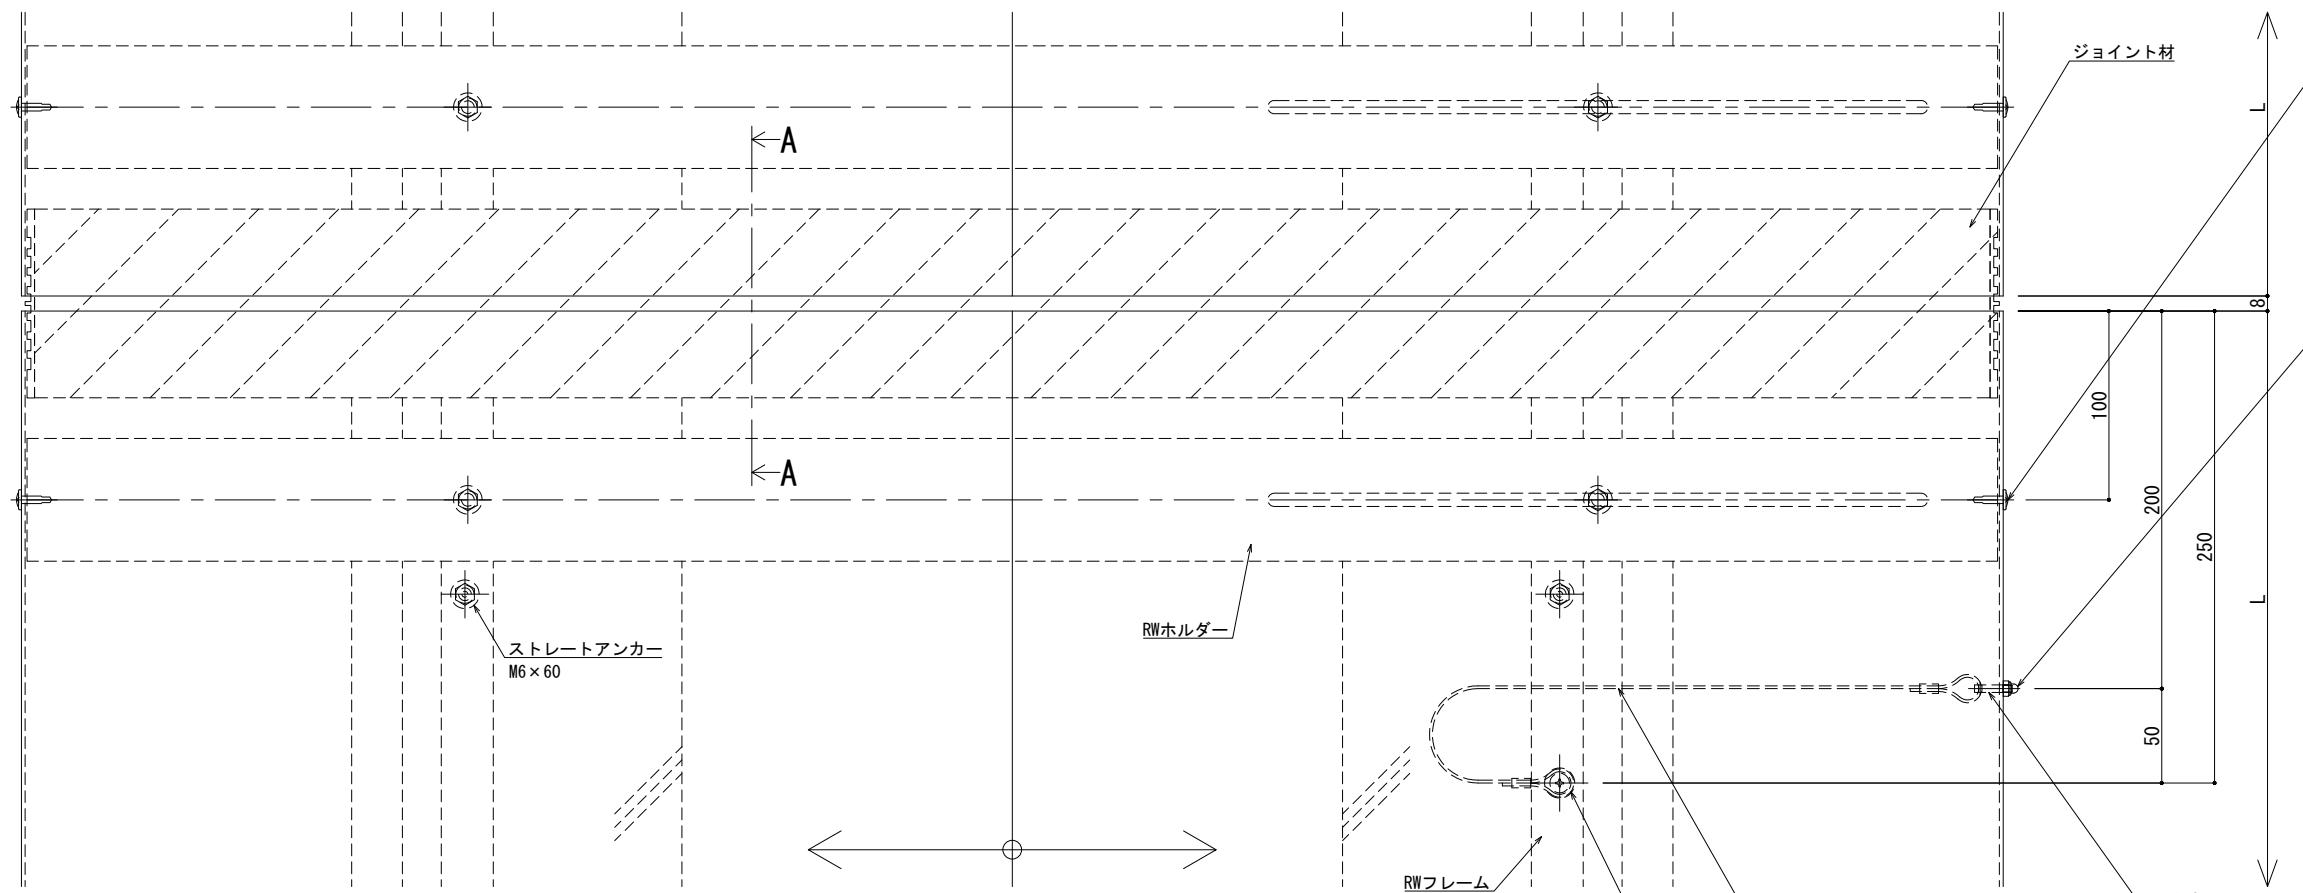 ジョイント材
L
A
8
100
A
200
250
L
RWホルダー
ストレートアンカー
M6×60
50
RWフレーム